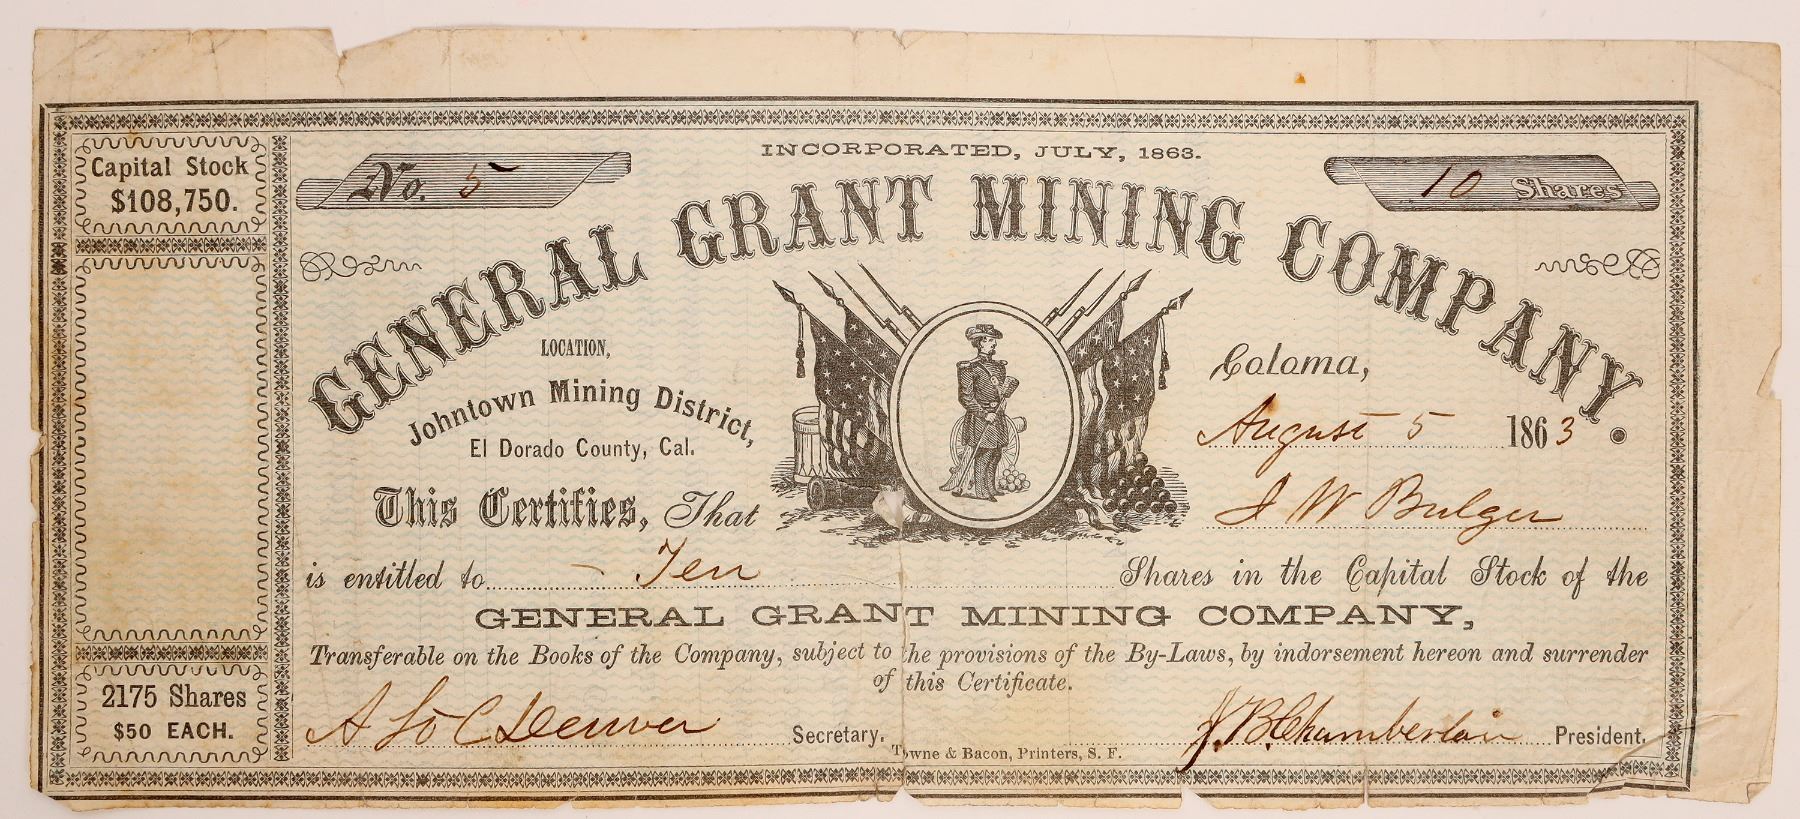 INCORPORATED, JULY, 1863.
Capital Stock
$108,750.
No. 5
10 Shares
GENERAL GRANT MINING COMPANY.
LOCATION,
Johntown Mining District,
El Dorado County, Cal.
Coloma,
August 5 1863
This Certifies, That J W Bulger
is entitled to Ten Shares in the Capital Stock of the
GENERAL GRANT MINING COMPANY,
Transferable on the Books of the Company, subject to the provisions of the By-Laws, by indorsement hereon and surrender
of this Certificate.
2175 Shares
$50 EACH.
Denver Secretary.
J. B. Chamberlain President.
Towne & Bacon, Printers, S. F.